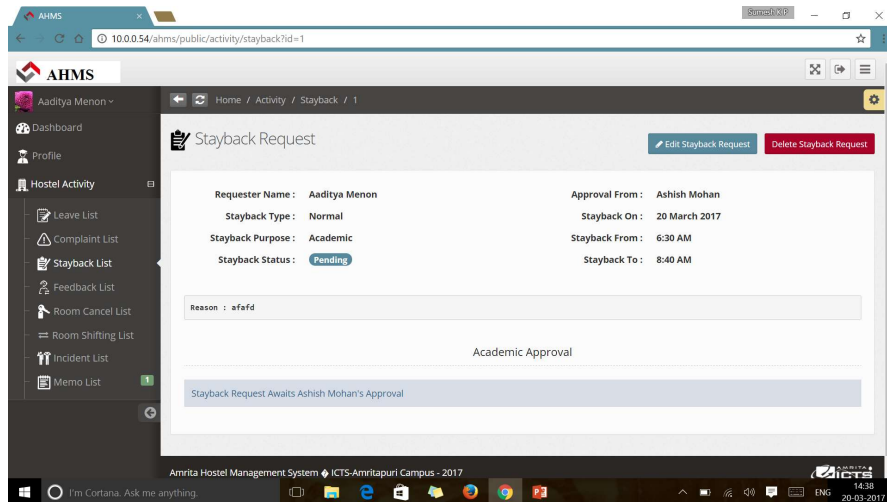 AHMS
Suresh K P
10.0.0.54/ahms/public/activity/stayback?id=1
AHMS
Aaditya Menon
Home / Activity / Stayback / 1
Dashboard
Profile
Hostel Activity
Leave List
Complaint List
Stayback List
Feedback List
Room Cancel List
Room Shifting List
Incident List
Memo List 1
Stayback Request
Edit Stayback Request Delete Stayback Request
Requester Name : Aaditya Menon Approval From : Ashish Mohan
Stayback Type : Normal Stayback On : 20 March 2017
Stayback Purpose : Academic Stayback From : 6:30 AM
Stayback Status : Pending Stayback To : 8:40 AM
Reason : afafd
Academic Approval
Stayback Request Awaits Ashish Mohan's Approval
Amrita Hostel Management System � ICTS-Amritapuri Campus - 2017
AMRITA
ICTS
I'm Cortana. Ask me anything.
ENG
14:38
20-03-2017